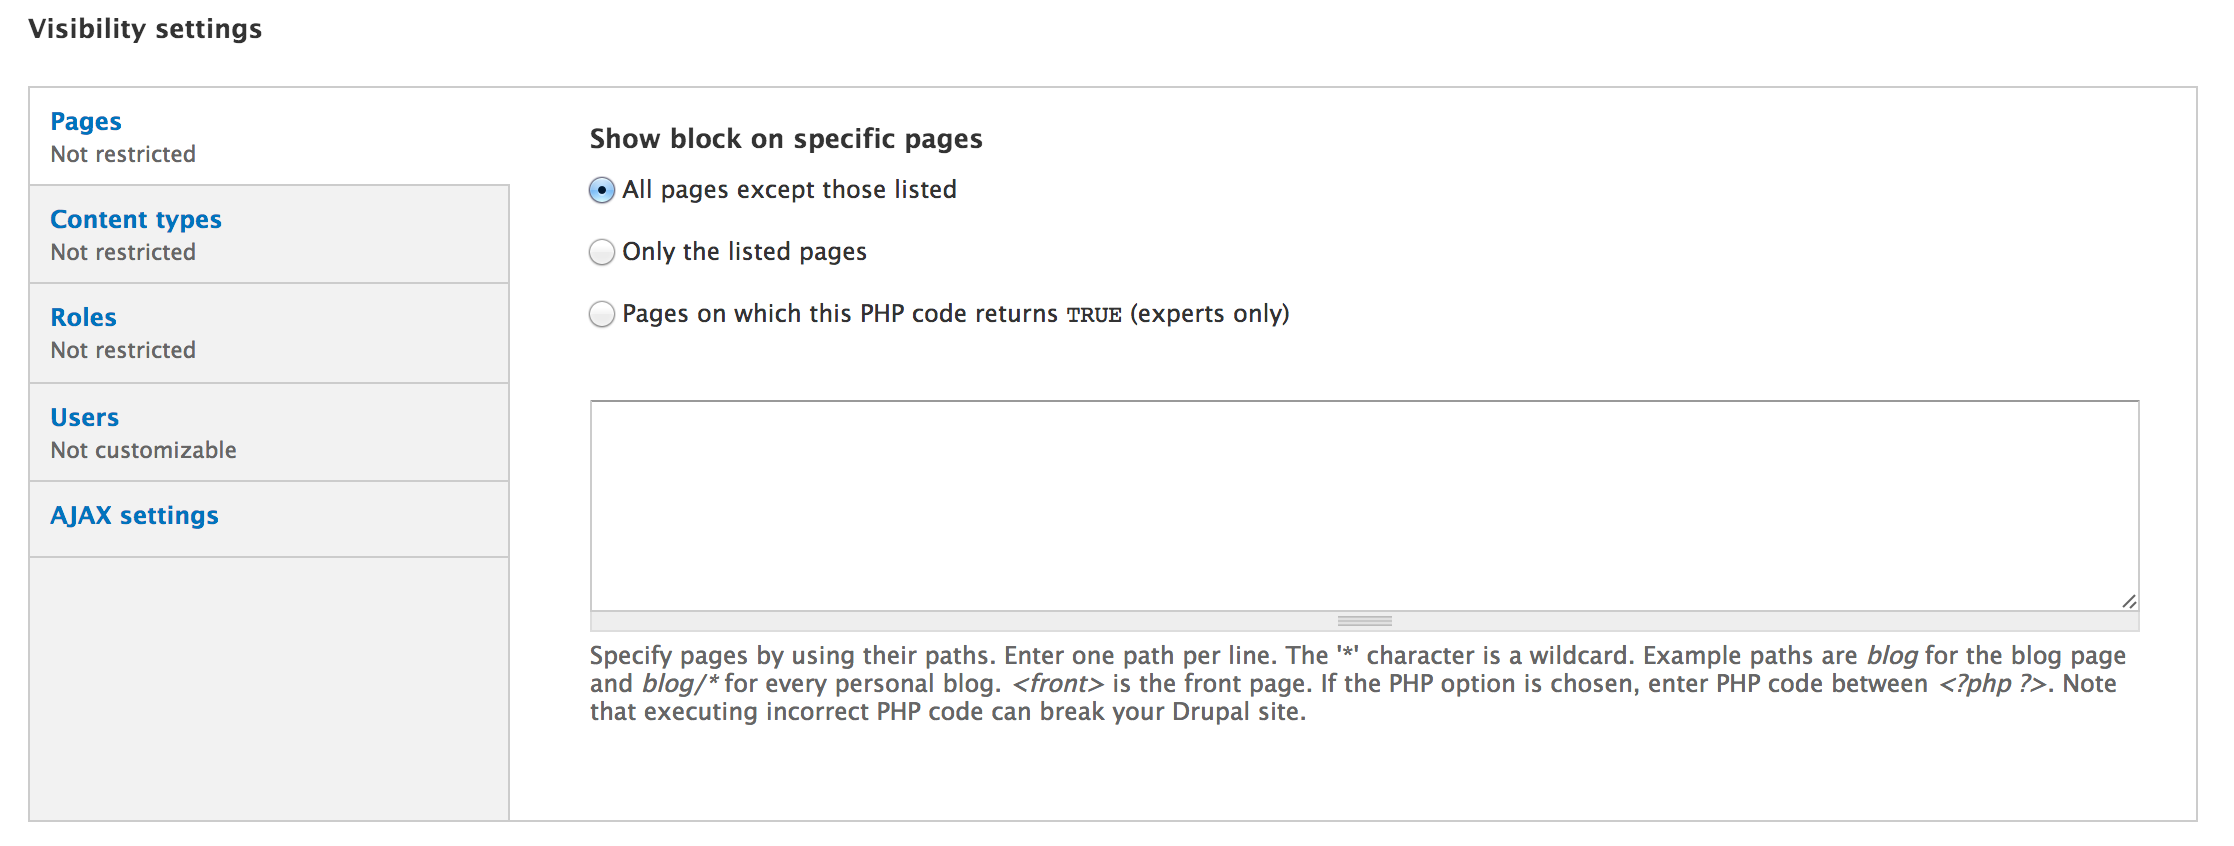 Visibility settings
Pages
Not restricted
Content types
Not restricted
Roles
Not restricted
Users
Not customizable
AJAX settings
Show block on specific pages
All pages except those listed
Only the listed pages
Pages on which this PHP code returns TRUE (experts only)
Specify pages by using their paths. Enter one path per line. The '*' character is a wildcard. Example paths are blog for the blog page
and blog/* for every personal blog. <front> is the front page. If the PHP option is chosen, enter PHP code between <?php ?>. Note
that executing incorrect PHP code can break your Drupal site.